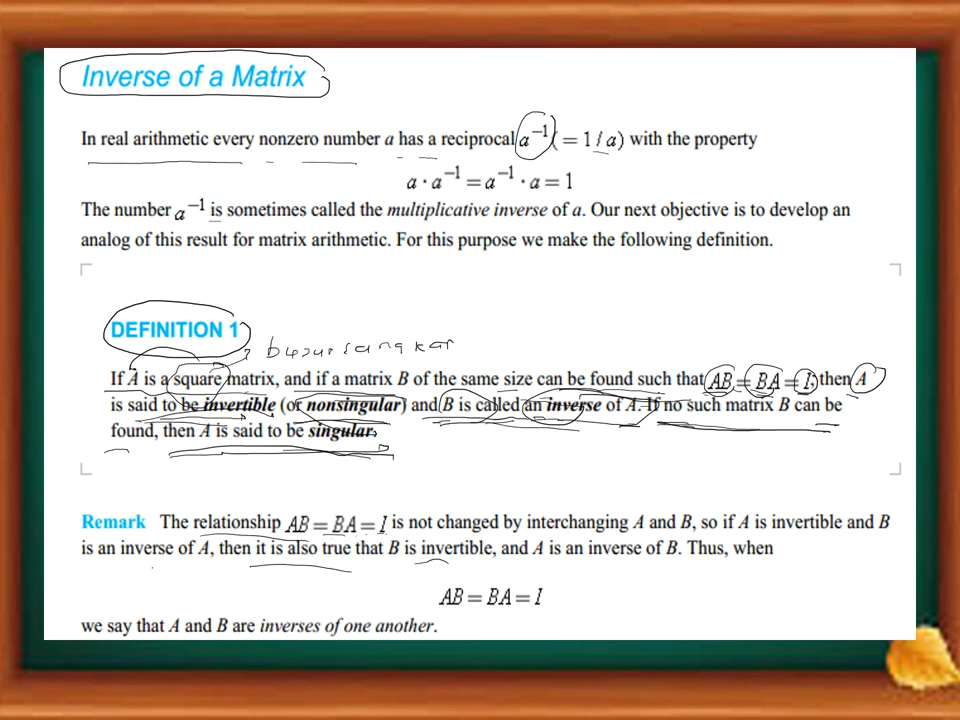 Inverse of a Matrix
In real arithmetic every nonzero number a has a reciprocal a⁻¹(= 1 / a) with the property
a · a⁻¹ = a⁻¹ · a = 1
The number a⁻¹ is sometimes called the multiplicative inverse of a. Our next objective is to develop an
analog of this result for matrix arithmetic. For this purpose we make the following definition.
DEFINITION 1
If A is a square matrix, and if a matrix B of the same size can be found such that AB = BA = I, then A
is said to be invertible (or nonsingular) and B is called an inverse of A. If no such matrix B can be
found, then A is said to be singular.
Remark The relationship AB = BA = I is not changed by interchanging A and B, so if A is invertible and B
is an inverse of A, then it is also true that B is invertible, and A is an inverse of B. Thus, when
AB = BA = I
we say that A and B are inverses of one another.